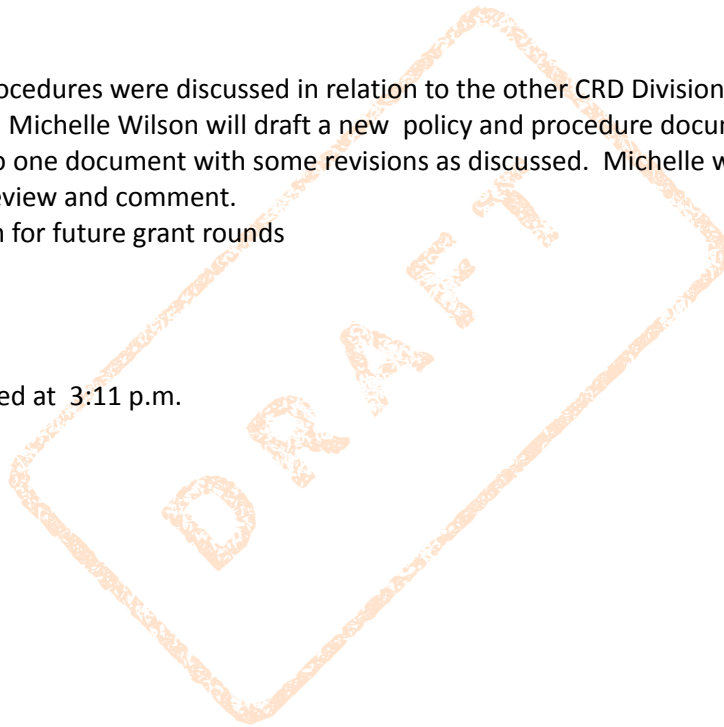 ocedures were discussed in relation to the other CRD Division
Michelle Wilson will draft a new policy and procedure docu
o one document with some revisions as discussed. Michelle w
eview and comment.
n for future grant rounds
ed at 3:11 p.m.
DRAFT